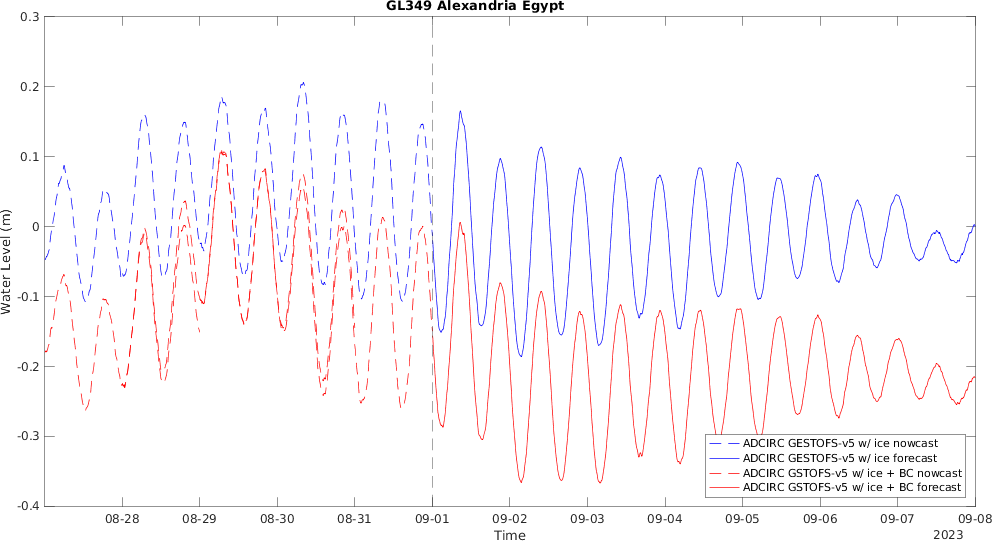 GL349 Alexandria Egypt
0.3
0.2
0.1
0
-0.1
-0.2
-0.3
-0.4
Water Level (m)
ADCIRC GESTOFS-v5 w/ ice nowcast
ADCIRC GESTOFS-v5 w/ ice forecast
ADCIRC GSTOFS-v5 w/ ice + BC nowcast
ADCIRC GSTOFS-v5 w/ ice + BC forecast
08-28 08-29 08-30 08-31 09-01 09-02 09-03 09-04 09-05 09-06 09-07 09-08
Time
2023